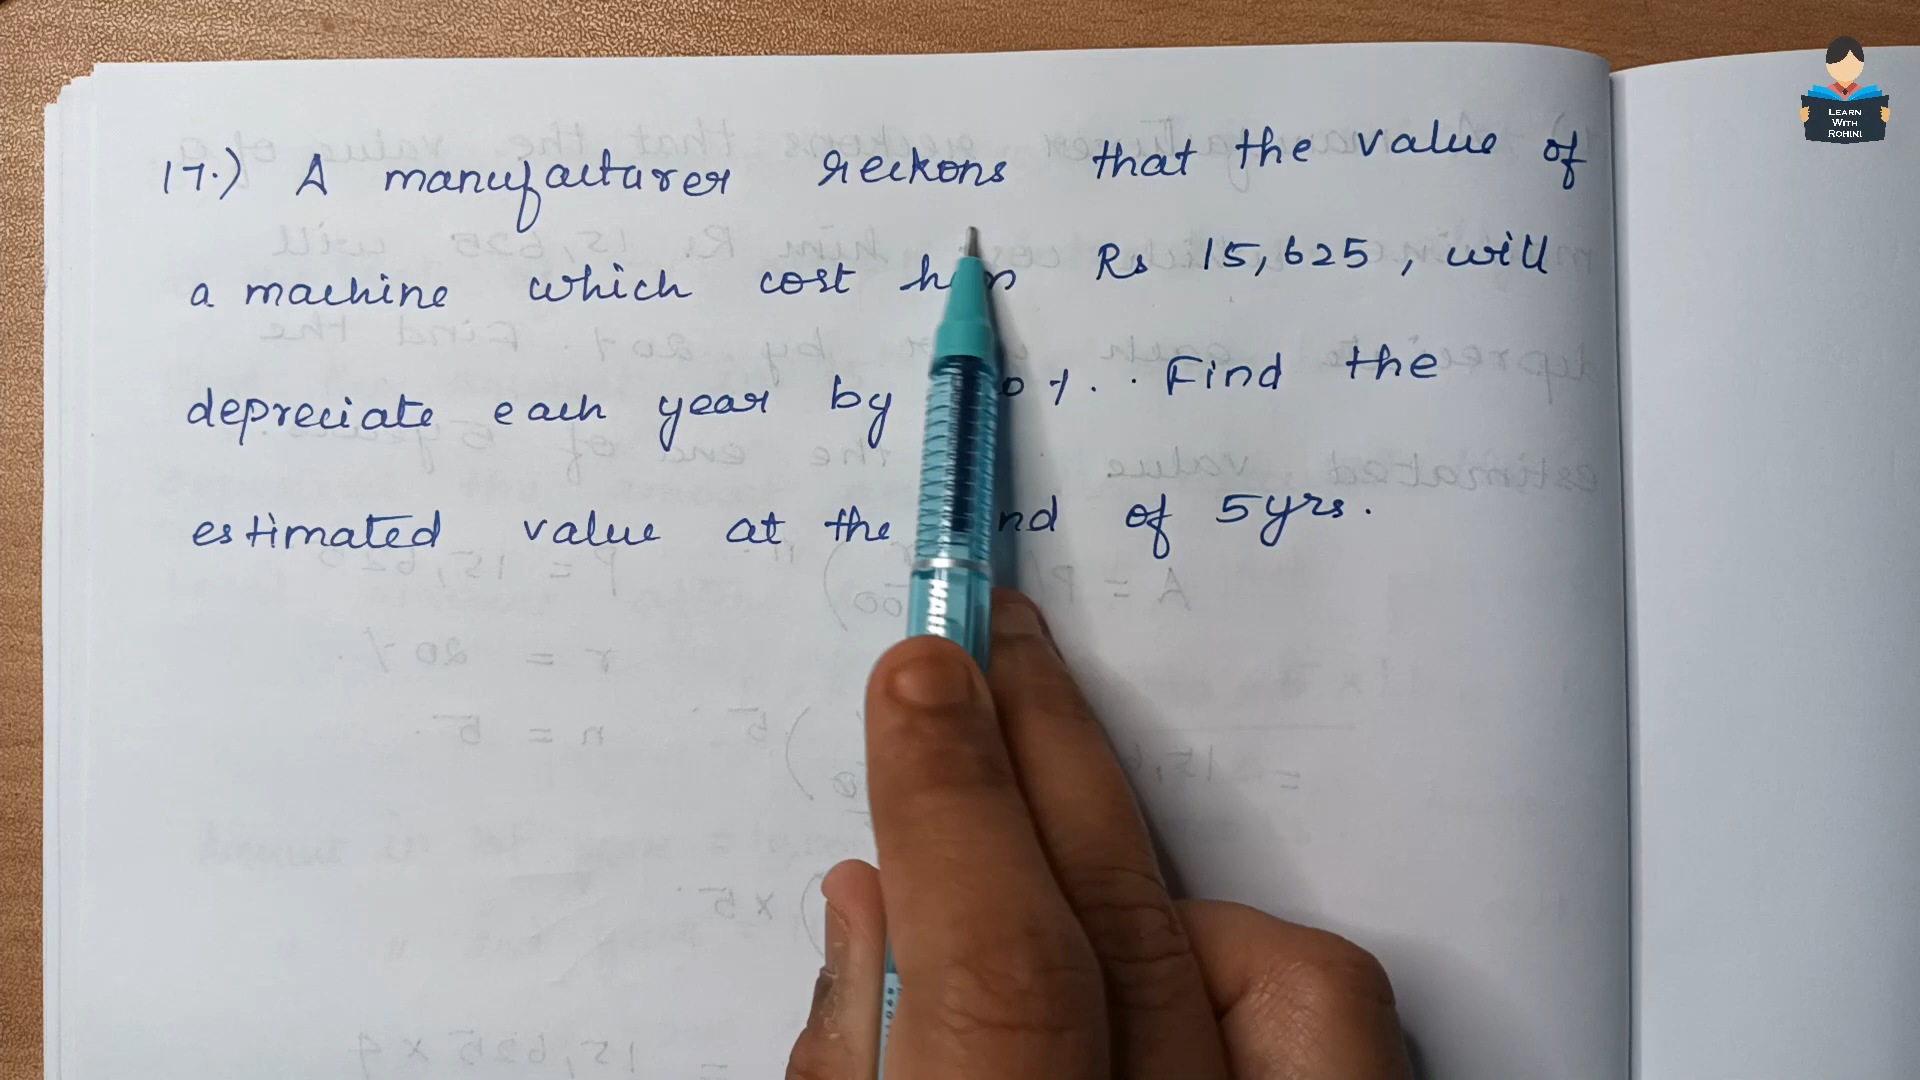 17.) A manufacturer reckons that the value of
a machine which cost Rs 15,625, will
depreciate each year by Find the
estimated value at the of 5yrs.
LEARN
WITH
ROHINI